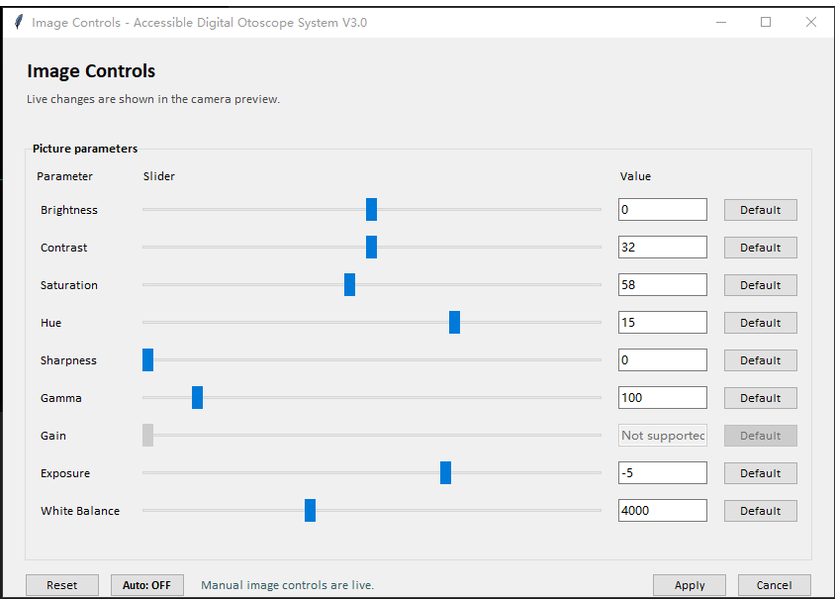 Image Controls - Accessible Digital Otoscope System V3.0
Image Controls
Live changes are shown in the camera preview.
Picture parameters
Parameter Slider Value
Brightness 0 Default
Contrast 32 Default
Saturation 58 Default
Hue 15 Default
Sharpness 0 Default
Gamma 100 Default
Gain Not supported Default
Exposure -5 Default
White Balance 4000 Default
Reset Auto: OFF Manual image controls are live. Apply Cancel